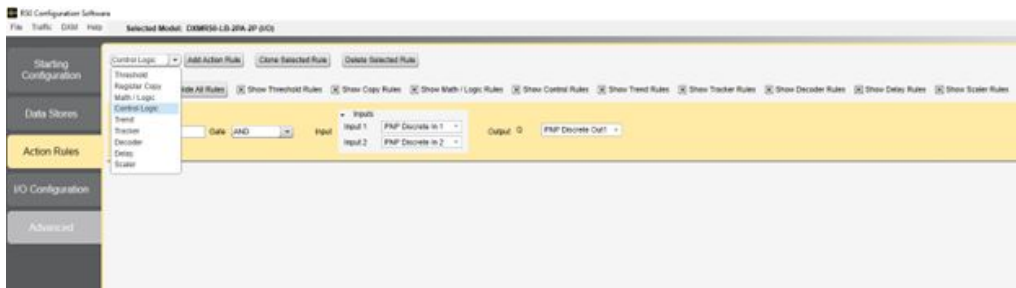 R50 Configuration Software
File Traffic DXM Help Selected Model: DXMR50-LB-2PA-2P (I/O)
Starting Configuration
Control Logic Add Action Rule Clone Selected Rule Delete Selected Rule
Threshold
Register Copy
Math / Logic
Control Logic
Trend
Tracker
Decoder
Delay
Scaler
Hide All Rules Show Threshold Rules Show Copy Rules Show Math / Logic Rules Show Control Rules Show Trend Rules Show Tracker Rules Show Decoder Rules Show Delay Rules Show Scaler Rules
Data Stores
Gate AND Input
Inputs
Input 1 PNP Discrete In 1
Input 2 PNP Discrete In 2
Output Q PNP Discrete Out1
Action Rules
I/O Configuration
Advanced